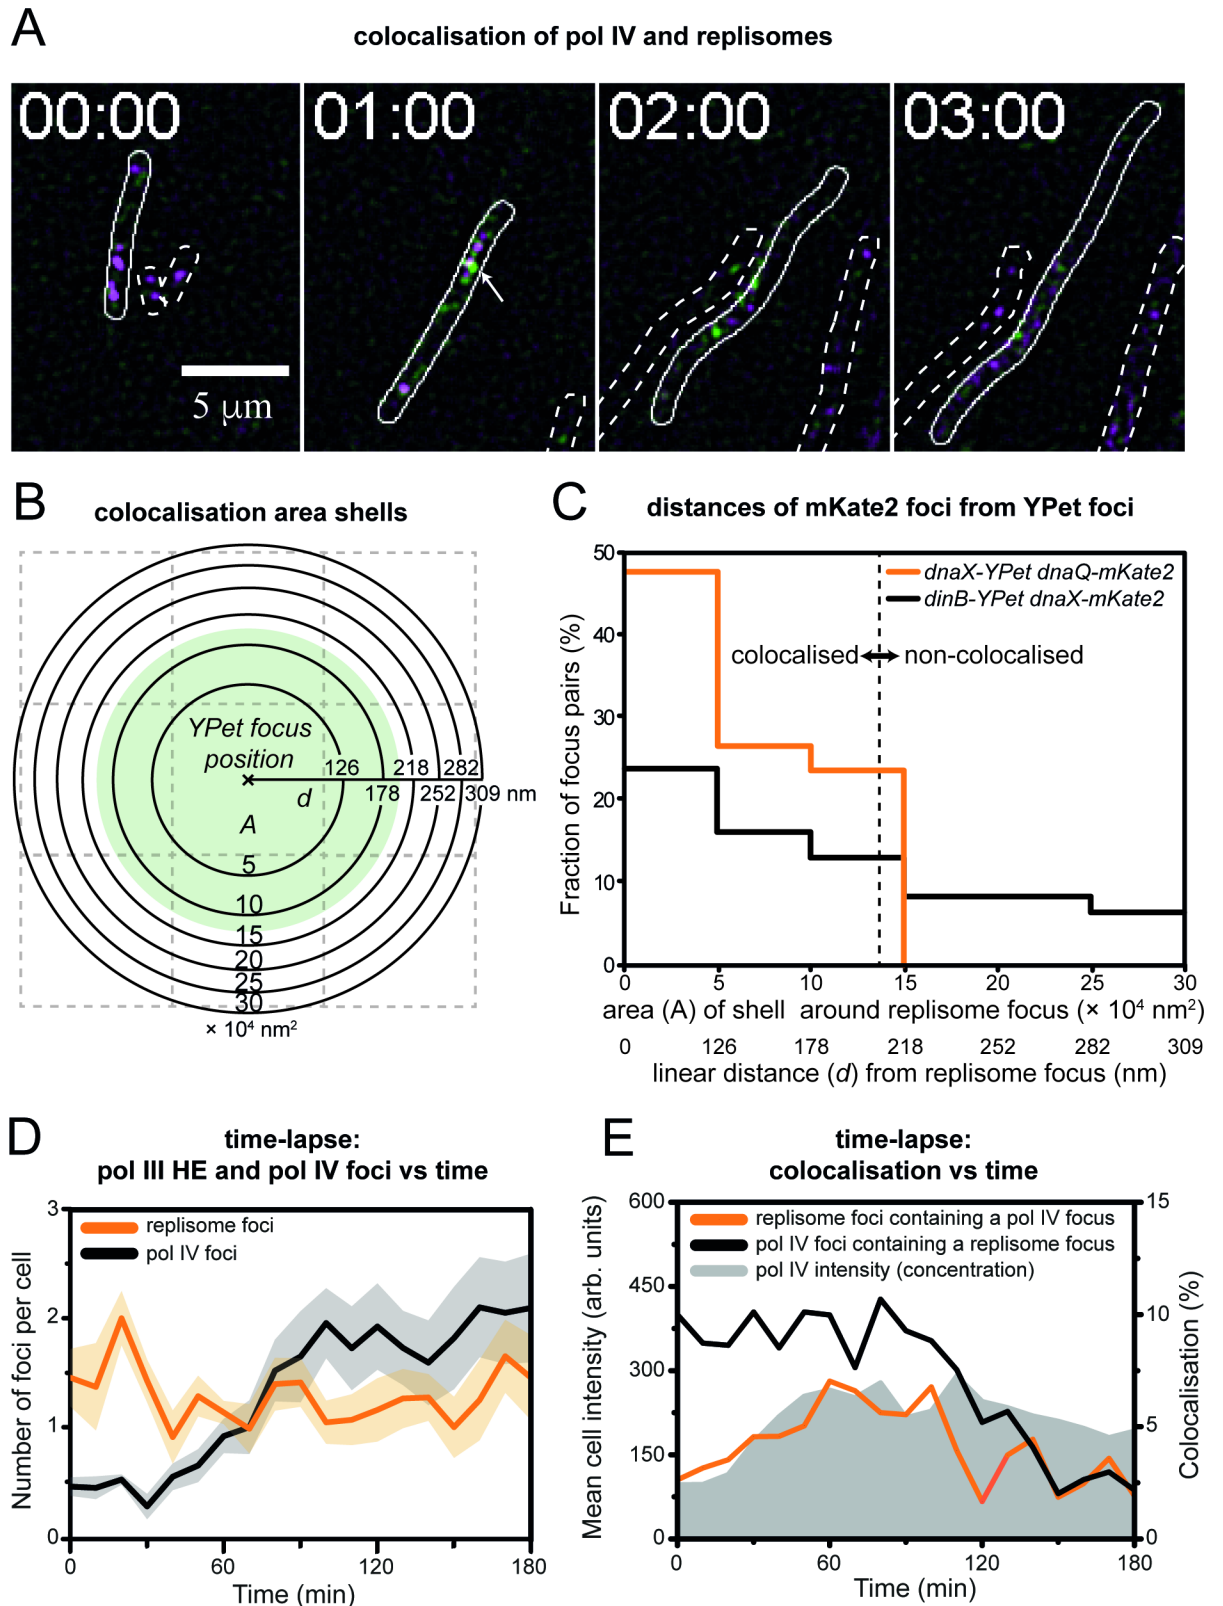 A
colocalisation of pol IV and replisomes
00:00
01:00
02:00
03:00
5 μm
B
colocalisation area shells
YPet focus
position
126
218
282
d
178
252
309 nm
A
5
10
15
20
25
30
× 10⁴ nm²
C
distances of mKate2 foci from YPet foci
50
40
30
20
10
0
Fraction of focus pairs (%)
dnaX-YPet dnaQ-mKate2
dinB-YPet dnaX-mKate2
colocalised
non-colocalised
0 5 10 15 20 25 30
area (A) of shell around replisome focus (× 10⁴ nm²)
0 126 178 218 252 282 309
linear distance (d) from replisome focus (nm)
D
time-lapse:
pol III HE and pol IV foci vs time
3
2
1
0
Number of foci per cell
replisome foci
pol IV foci
0 60 120 180
Time (min)
E
time-lapse:
colocalisation vs time
600
450
300
150
0
Mean cell intensity (arb. units)
replisome foci containing a pol IV focus
pol IV foci containing a replisome focus
pol IV intensity (concentration)
15
10
5
0
Colocalisation (%)
0 60 120 180
Time (min)